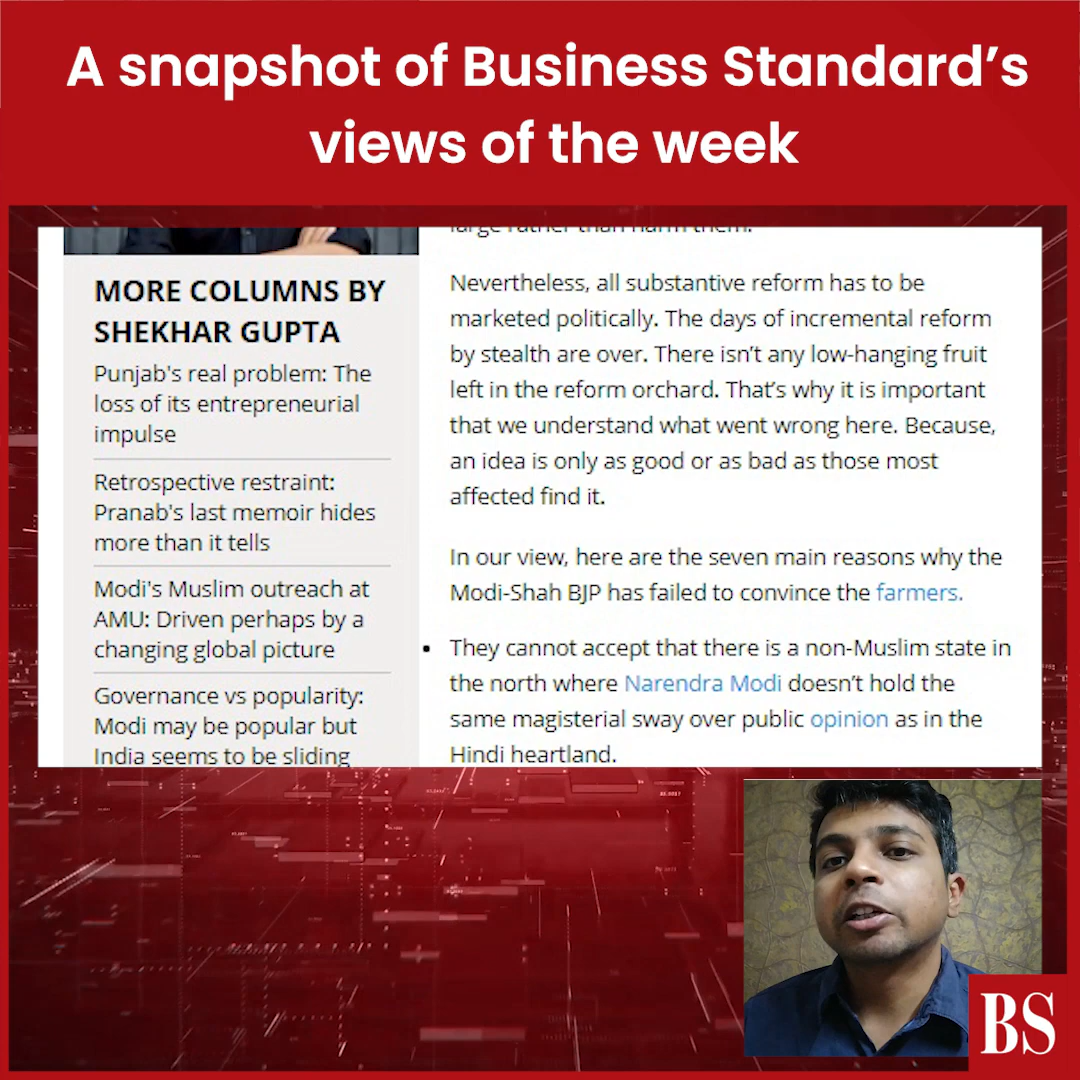 A snapshot of Business Standard’s
views of the week
MORE COLUMNS BY
SHEKHAR GUPTA
Punjab's real problem: The
loss of its entrepreneurial
impulse
Retrospective restraint:
Pranab's last memoir hides
more than it tells
Modi's Muslim outreach at
AMU: Driven perhaps by a
changing global picture
Governance vs popularity:
Modi may be popular but
India seems to be sliding
large rather than harm them.
Nevertheless, all substantive reform has to be
marketed politically. The days of incremental reform
by stealth are over. There isn’t any low-hanging fruit
left in the reform orchard. That’s why it is important
that we understand what went wrong here. Because,
an idea is only as good or as bad as those most
affected find it.
In our view, here are the seven main reasons why the
Modi-Shah BJP has failed to convince the farmers.
• They cannot accept that there is a non-Muslim state in
the north where Narendra Modi doesn’t hold the
same magisterial sway over public opinion as in the
Hindi heartland.
BS